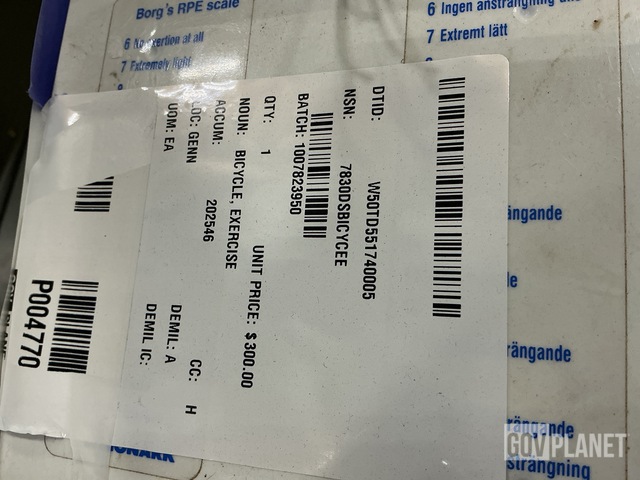 Borg's RPE scale
6 No exertion at all
7 Extremely light
6 Ingen ansträngning
7 Extremt lätt
ängande
rängande
rängande
strängning
DTID: W50TD551740005
NSN: 7830DSBICYCEE
BATCH: 1007823950
QTY: 1 UNIT PRICE: $300.00
NOUN: BICYCLE, EXERCISE
ACCUM: 202546
LOC: GENN CC: H
UOM: EA DEMIL: A
DEMIL IC:
P004770
GOVPLANET